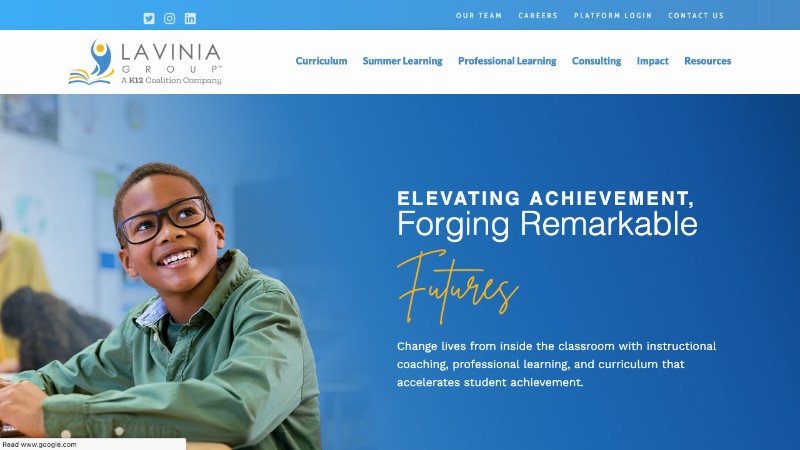 OUR TEAM CAREERS PLATFORM LOGIN CONTACT US
LAVINIA
GROUP™
A K12 Coalition Company
Curriculum Summer Learning Professional Learning Consulting Impact Resources
ELEVATING ACHIEVEMENT,
Forging Remarkable
Futures
Change lives from inside the classroom with instructional
coaching, professional learning, and curriculum that
accelerates student achievement.
Read www.google.com